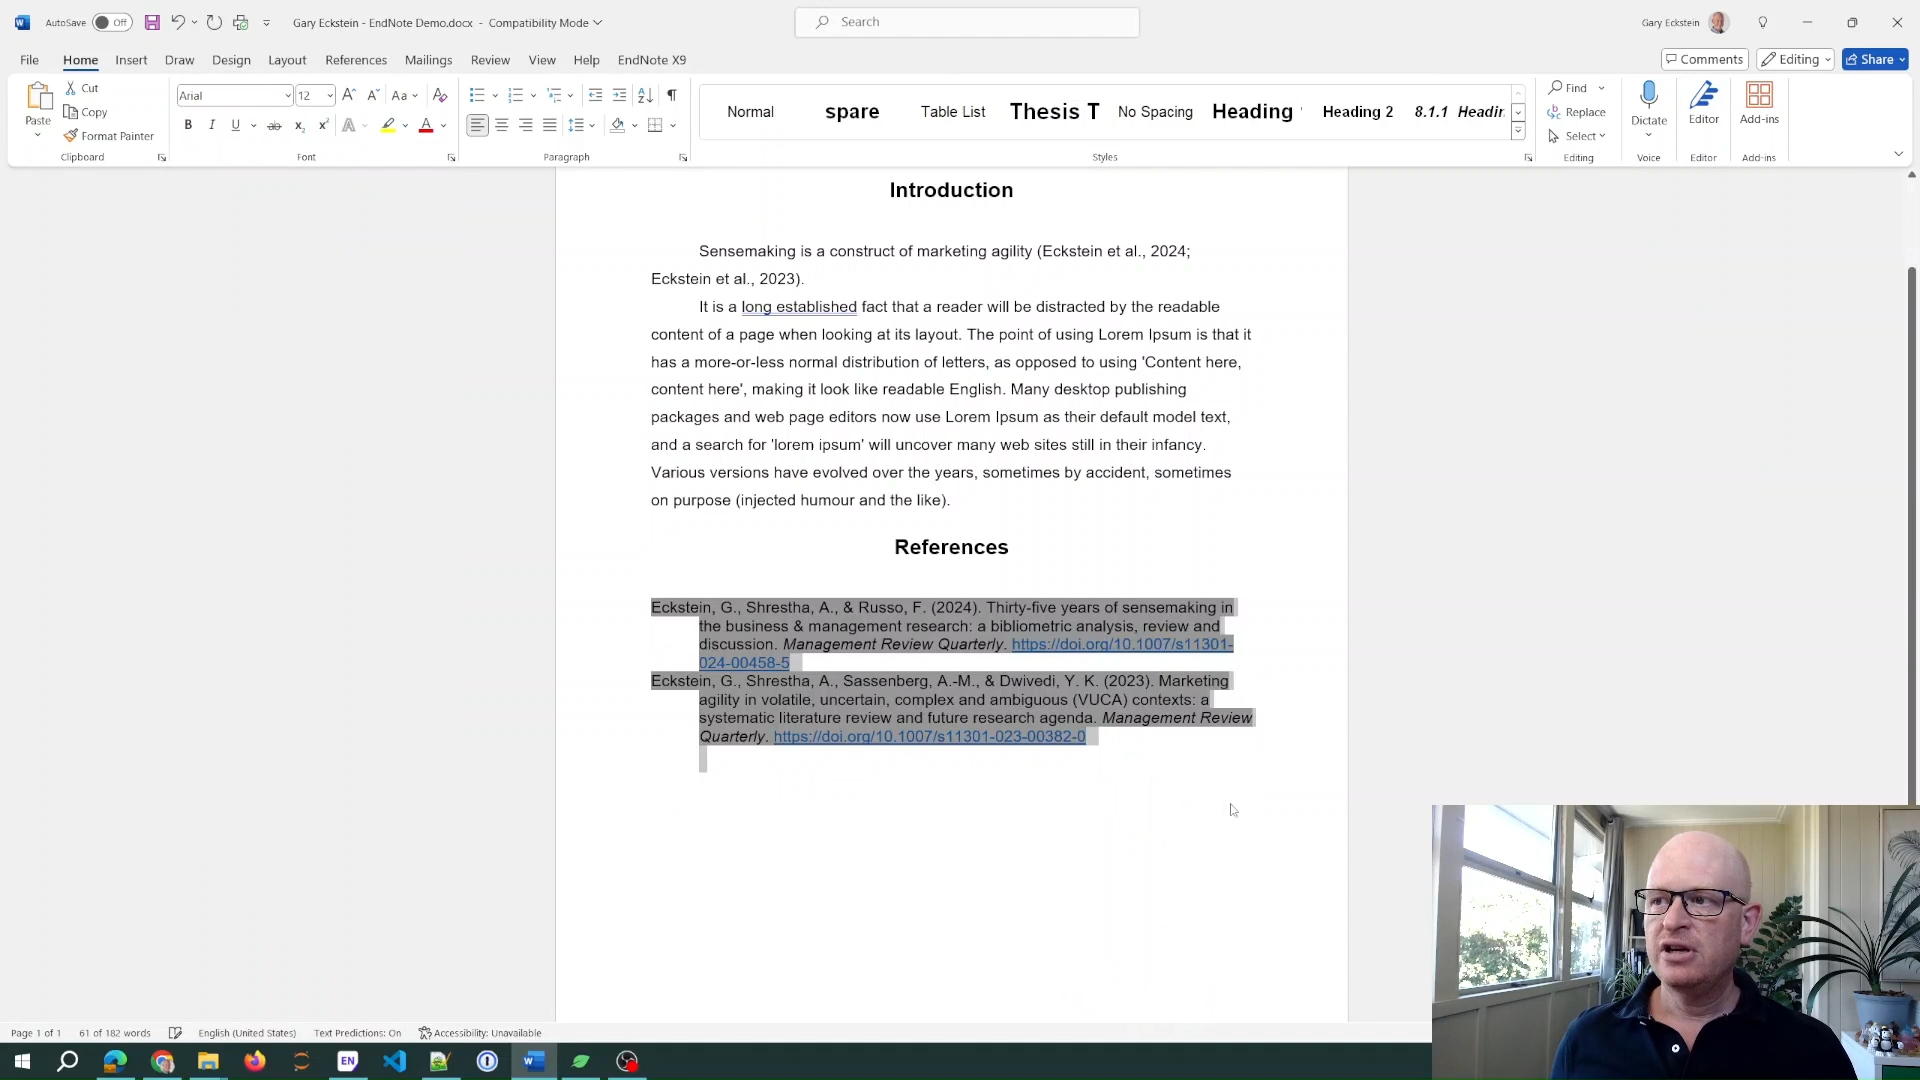 AutoSave Off Gary Eckstein - EndNote Demo.docx - Compatibility Mode Search Gary Eckstein
File Home Insert Draw Design Layout References Mailings Review View Help EndNote X9 Comments Editing Share
Paste
Cut
Copy
Format Painter
Clipboard
Arial 12
Aa
B I U ab x₂ x² A A
Font
Paragraph
Normal spare Table List Thesis T No Spacing Heading Heading 2 8.1.1 Headin
Styles
Find
Replace
Select
Editing
Dictate
Voice
Editor
Editor
Add-ins
Add-ins
Introduction
Sensemaking is a construct of marketing agility (Eckstein et al., 2024;
Eckstein et al., 2023).
It is a long established fact that a reader will be distracted by the readable
content of a page when looking at its layout. The point of using Lorem Ipsum is that it
has a more-or-less normal distribution of letters, as opposed to using 'Content here,
content here', making it look like readable English. Many desktop publishing
packages and web page editors now use Lorem Ipsum as their default model text,
and a search for 'lorem ipsum' will uncover many web sites still in their infancy.
Various versions have evolved over the years, sometimes by accident, sometimes
on purpose (injected humour and the like).
References
Eckstein, G., Shrestha, A., & Russo, F. (2024). Thirty-five years of sensemaking in
the business & management research: a bibliometric analysis, review and
discussion. Management Review Quarterly. https://doi.org/10.1007/s11301-
024-00458-5
Eckstein, G., Shrestha, A., Sassenberg, A.-M., & Dwivedi, Y. K. (2023). Marketing
agility in volatile, uncertain, complex and ambiguous (VUCA) contexts: a
systematic literature review and future research agenda. Management Review
Quarterly. https://doi.org/10.1007/s11301-023-00382-0
Page 1 of 1 61 of 182 words English (United States) Text Predictions: On Accessibility: Unavailable
EN